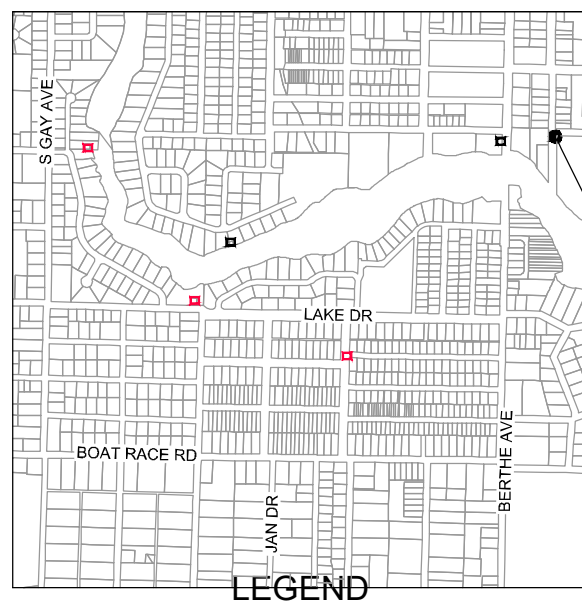 S GAY AVE
LAKE DR
BOAT RACE RD
BERTHE AVE
JAN DR
LEGEND